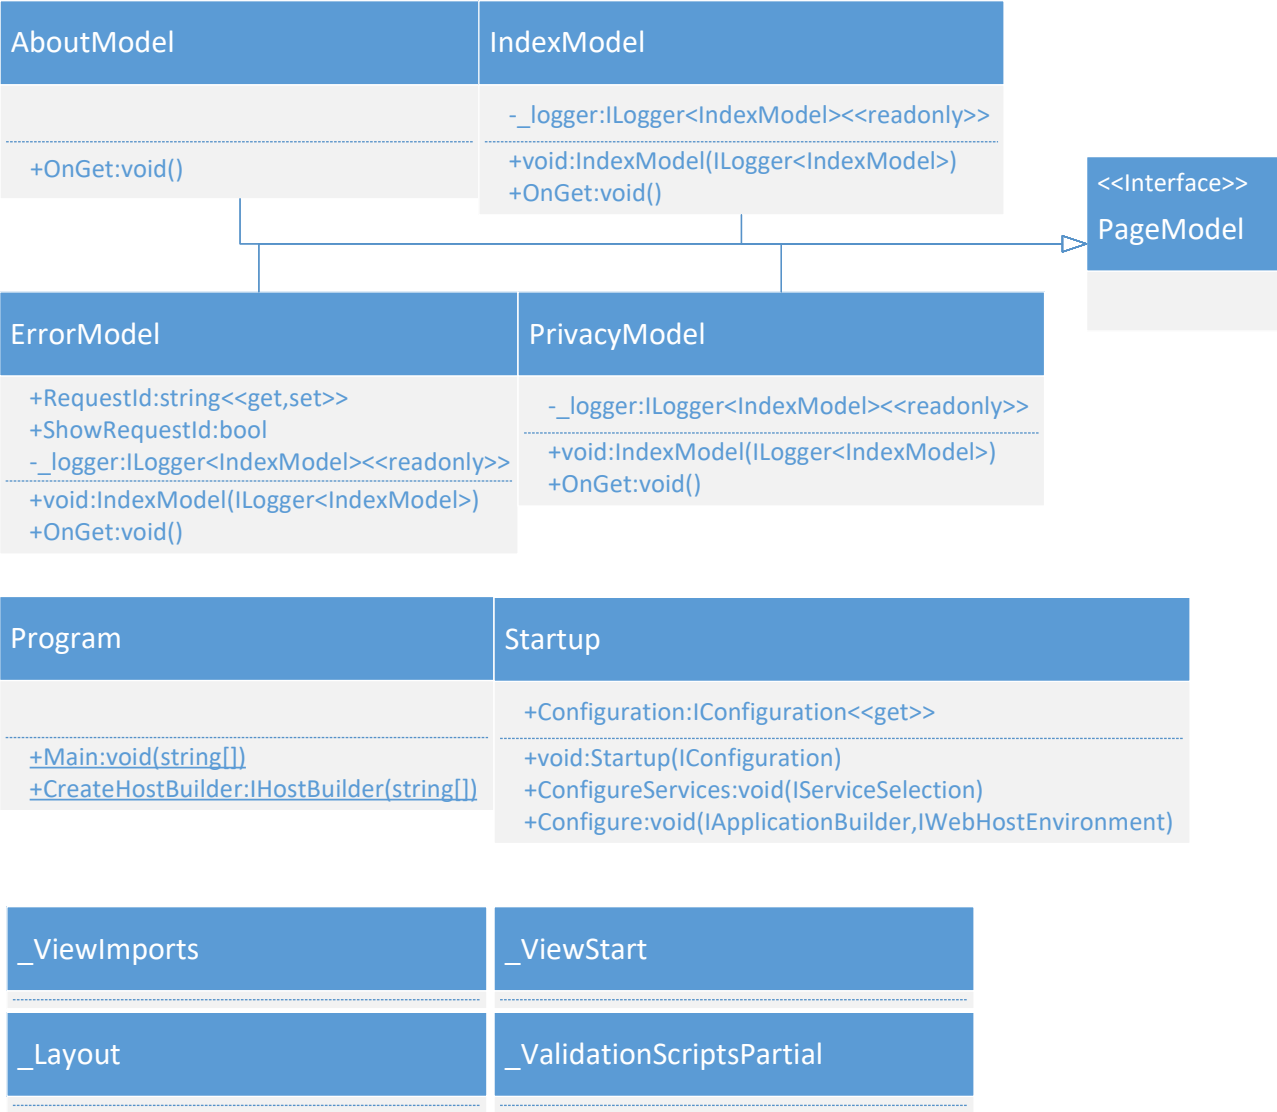 AboutModel
+OnGet:void()
IndexModel
-_logger:ILogger<IndexModel><<readonly>>
+void:IndexModel(ILogger<IndexModel>)
+OnGet:void()
<<Interface>>
PageModel
ErrorModel
+RequestId:string<<get,set>>
+ShowRequestId:bool
-_logger:ILogger<IndexModel><<readonly>>
+void:IndexModel(ILogger<IndexModel>)
+OnGet:void()
PrivacyModel
-_logger:ILogger<IndexModel><<readonly>>
+void:IndexModel(ILogger<IndexModel>)
+OnGet:void()
Program
+Main:void(string[])
+CreateHostBuilder:IHostBuilder(string[])
Startup
+Configuration:IConfiguration<<get>>
+void:Startup(IConfiguration)
+ConfigureServices:void(IServiceSelection)
+Configure:void(IApplicationBuilder,IWebHostEnvironment)
_ViewImports
_ViewStart
_Layout
_ValidationScriptsPartial